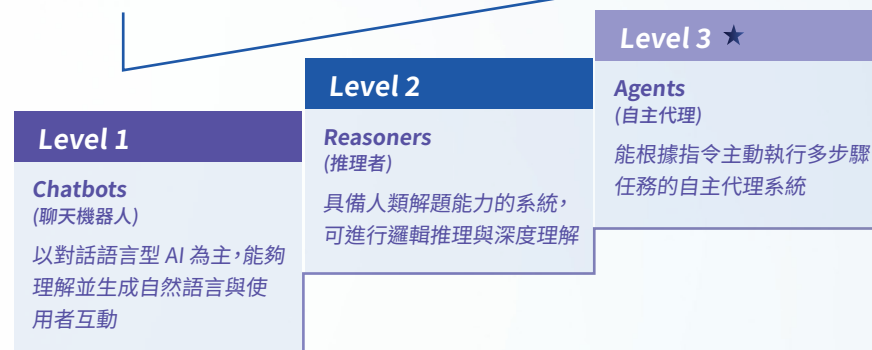 Level 1
Chatbots
(聊天機器人)
以對話語言型 AI 為主，能夠
理解並生成自然語言與使
用者互動
Level 2
Reasoners
(推理者)
具備人類解題能力的系統，
可進行邏輯推理與深度理解
Level 3 ★
Agents
(自主代理)
能根據指令主動執行多步驟
任務的自主代理系統